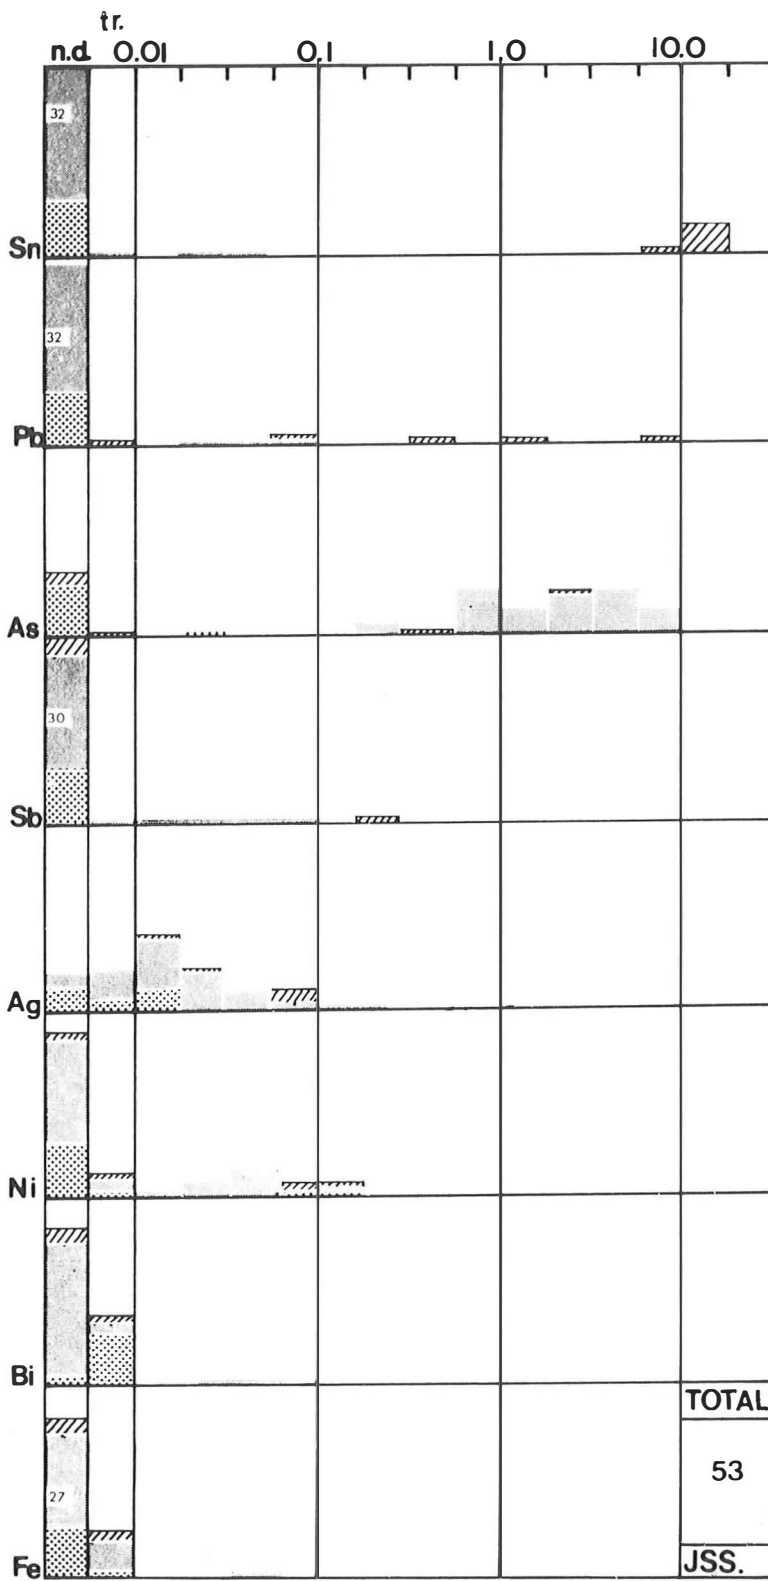 tr.
n.d. 0.01 0.1 1.0 10.0
32
Sn
32
Pb
As
30
Sb
Ag
Ni
Bi
TOTAL
53
27
Fe
JSS.